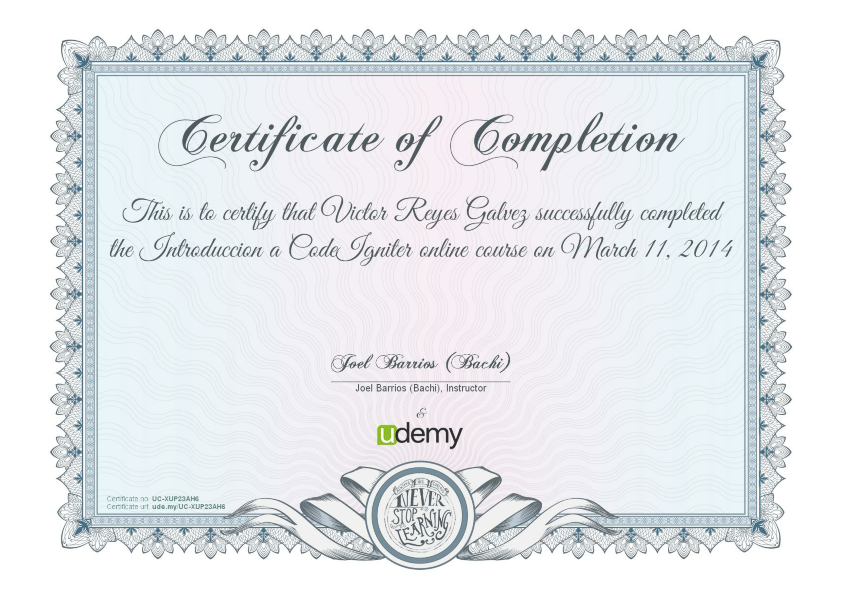 Certificate of Completion
This is to certify that Victor Reyes Galvez successfully completed
the Introduccion a CodeIgniter online course on March 11, 2014
Joel Barrios (Bachi)
Joel Barrios (Bachi), Instructor
&
udemy
Certificate no: UC-XUP23AH6
Certificate url: ude.my/UC-XUP23AH6
NEVER
STOP
LEARNING